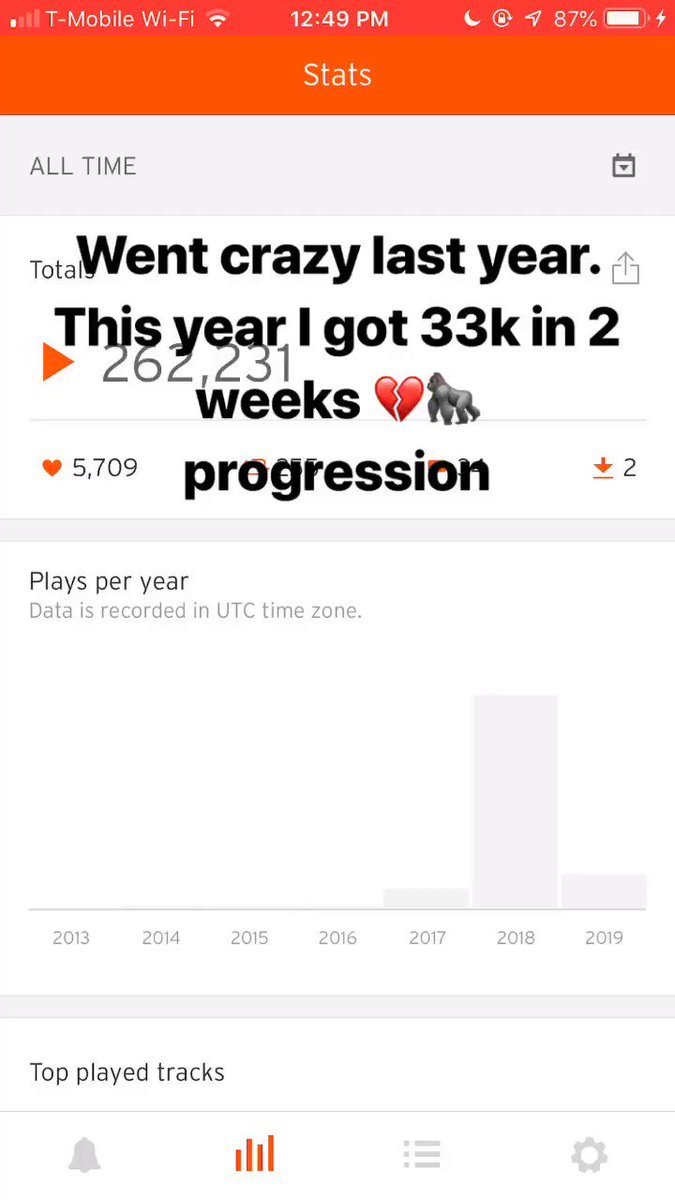 T-Mobile Wi-Fi 12:49 PM 87%
Stats
ALL TIME
Totals
Went crazy last year.
This year I got 33k in 2
262,231
weeks 💔🦍
5,709 255 24 2
progression
Plays per year
Data is recorded in UTC time zone.
2013 2014 2015 2016 2017 2018 2019
Top played tracks